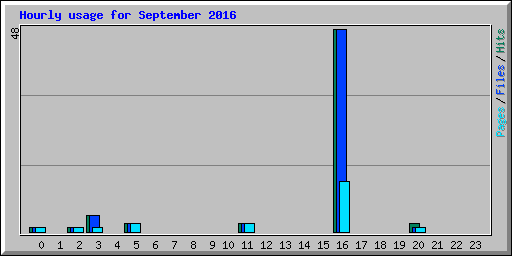 Hourly usage for September 2016
48
Pages/Files/Hits
0 1 2 3 4 5 6 7 8 9 10 11 12 13 14 15 16 17 18 19 20 21 22 23